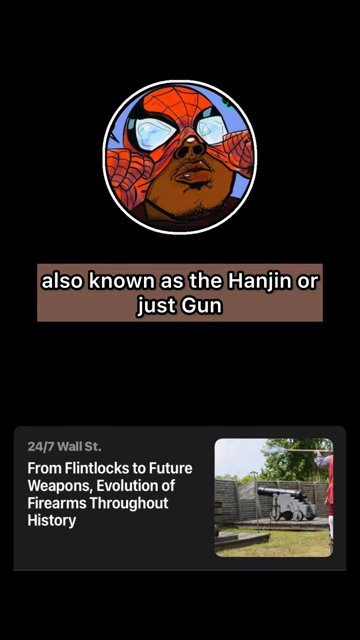 also known as the Hanjin or
just Gun
24/7 Wall St.
From Flintlocks to Future
Weapons, Evolution of
Firearms Throughout
History